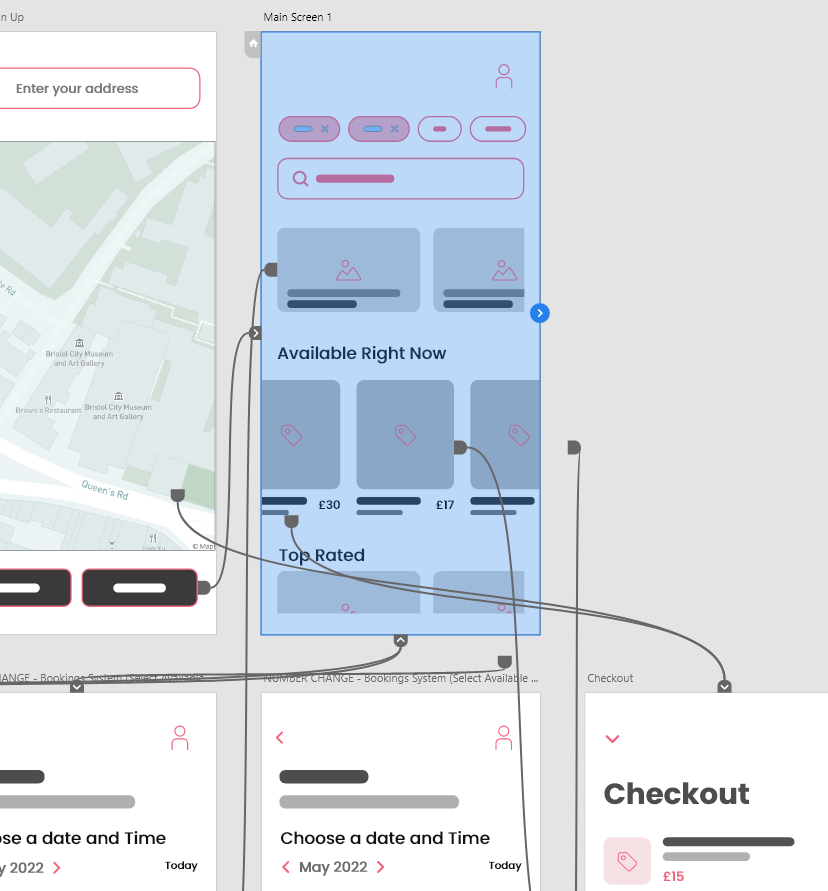 n Up
Main Screen 1
Enter your address
Bristol City Museum
and Art Gallery
Brown's Restaurant
Bristol City Museum
and Art Gallery
Queen's Rd
© Maps
Available Right Now
£30
£17
Top Rated
HANGE - Bookings System (Select Available
NUMBER CHANGE - Bookings System (Select Available ...
Checkout
Checkout
ose a date and Time
y 2022
Today
Choose a date and Time
May 2022
Today
£15